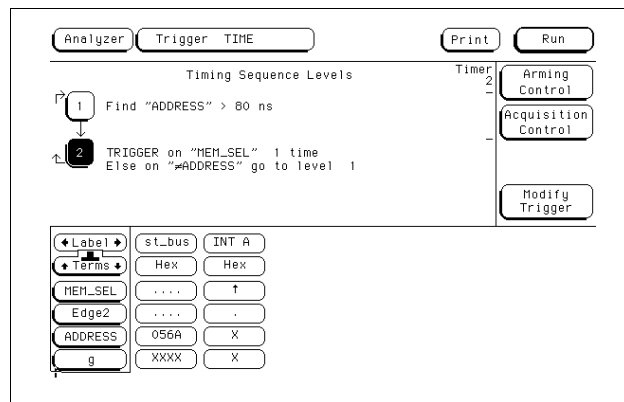 Analyzer Trigger TIME Print Run
Timing Sequence Levels
Timer
2
-
-
Arming
Control
Acquisition
Control
Modify
Trigger
1 Find "ADDRESS" > 80 ns
2 TRIGGER on "MEM_SEL" 1 time
Else on "≠ADDRESS" go to level 1
Label st_bus INT A
Terms Hex Hex
MEM_SEL .... ↑
Edge2 .... .
ADDRESS 056A X
g XXXX X